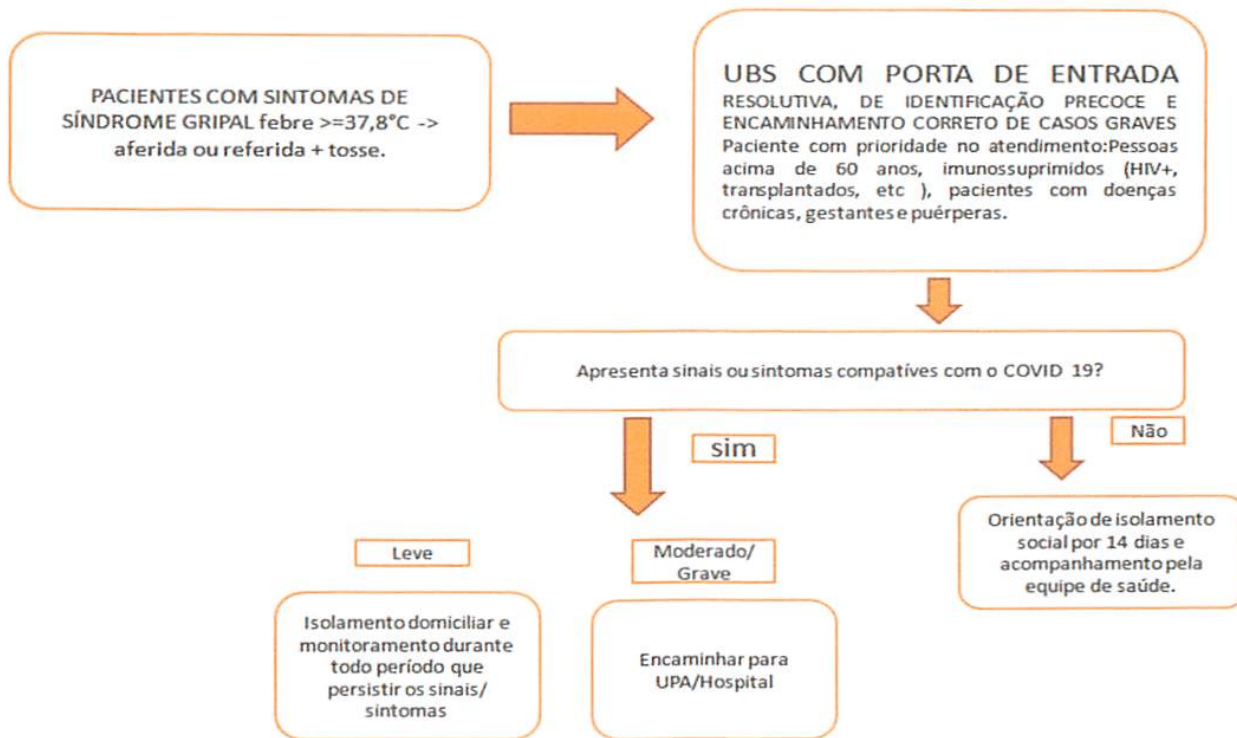 PACIENTES COM SINTOMAS DE
SÍNDROME GRIPAL febre >=37,8°C ->
aferida ou referida + tosse.
UBS COM PORTA DE ENTRADA
RESOLUTIVA, DE IDENTIFICAÇÃO PRECOCE E
ENCAMINHAMENTO CORRETO DE CASOS GRAVES
Paciente com prioridade no atendimento:Pessoas
acima de 60 anos, imunossuprimidos (HIV+,
transplantados, etc ), pacientes com doenças
crônicas, gestantes e puérperas.
Apresenta sinais ou sintomas compatíves com o COVID 19?
sim
Não
Leve
Moderado/
Grave
Orientação de isolamento
social por 14 dias e
acompanhamento pela
equipe de saúde.
Isolamento domiciliar e
monitoramento durante
todo período que
persistir os sinais/
sintomas
Encaminhar para
UPA/Hospital